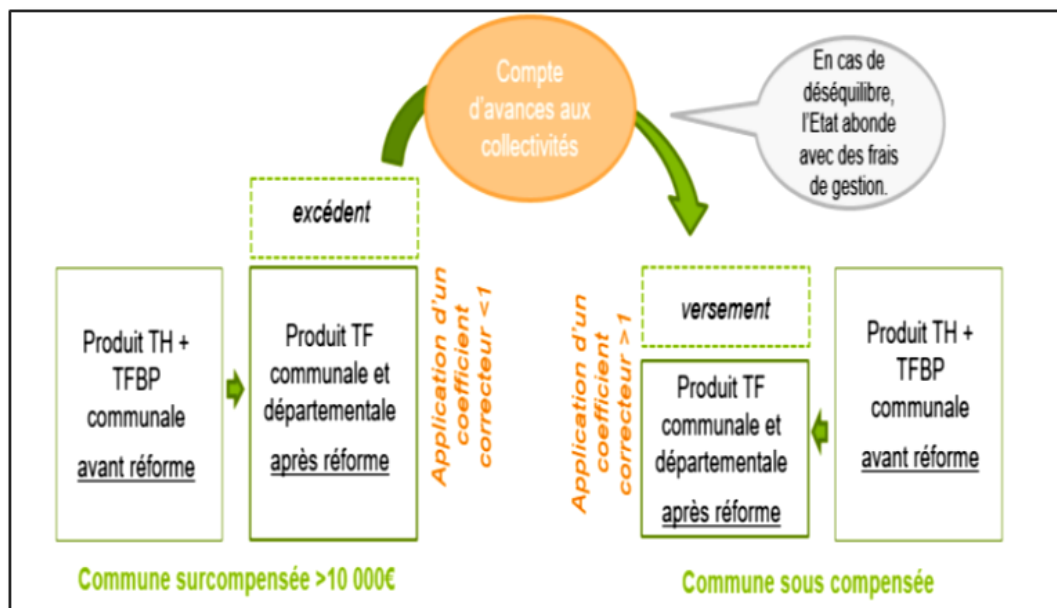 Compte
d'avances aux
collectivités
En cas de
déséquilibre,
l'Etat abonde
avec des frais
de gestion.
excédent
Produit TH +
TFBP
communale
avant réforme
Produit TF
communale et
départementale
après réforme
Application d'un
coefficient
correcteur <1
Application d'un
coefficient
correcteur >1
versement
Produit TF
communale et
départementale
après réforme
Produit TH +
TFBP
communale
avant réforme
Commune surcompensée >10 000€
Commune sous compensée